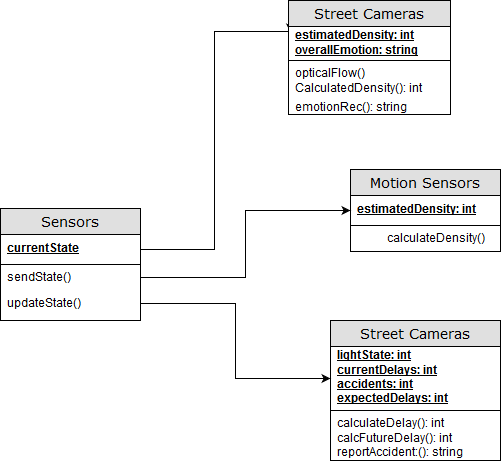 Street Cameras
estimatedDensity: int
overallEmotion: string
opticalFlow()
CalculatedDensity(): int
emotionRec(): string
Motion Sensors
estimatedDensity: int
calculateDensity()
Sensors
currentState
sendState()
updateState()
Street Cameras
lightState: int
currentDelays: int
accidents: int
expectedDelays: int
calculateDelay(): int
calcFutureDelay(): int
reportAccident:(): string